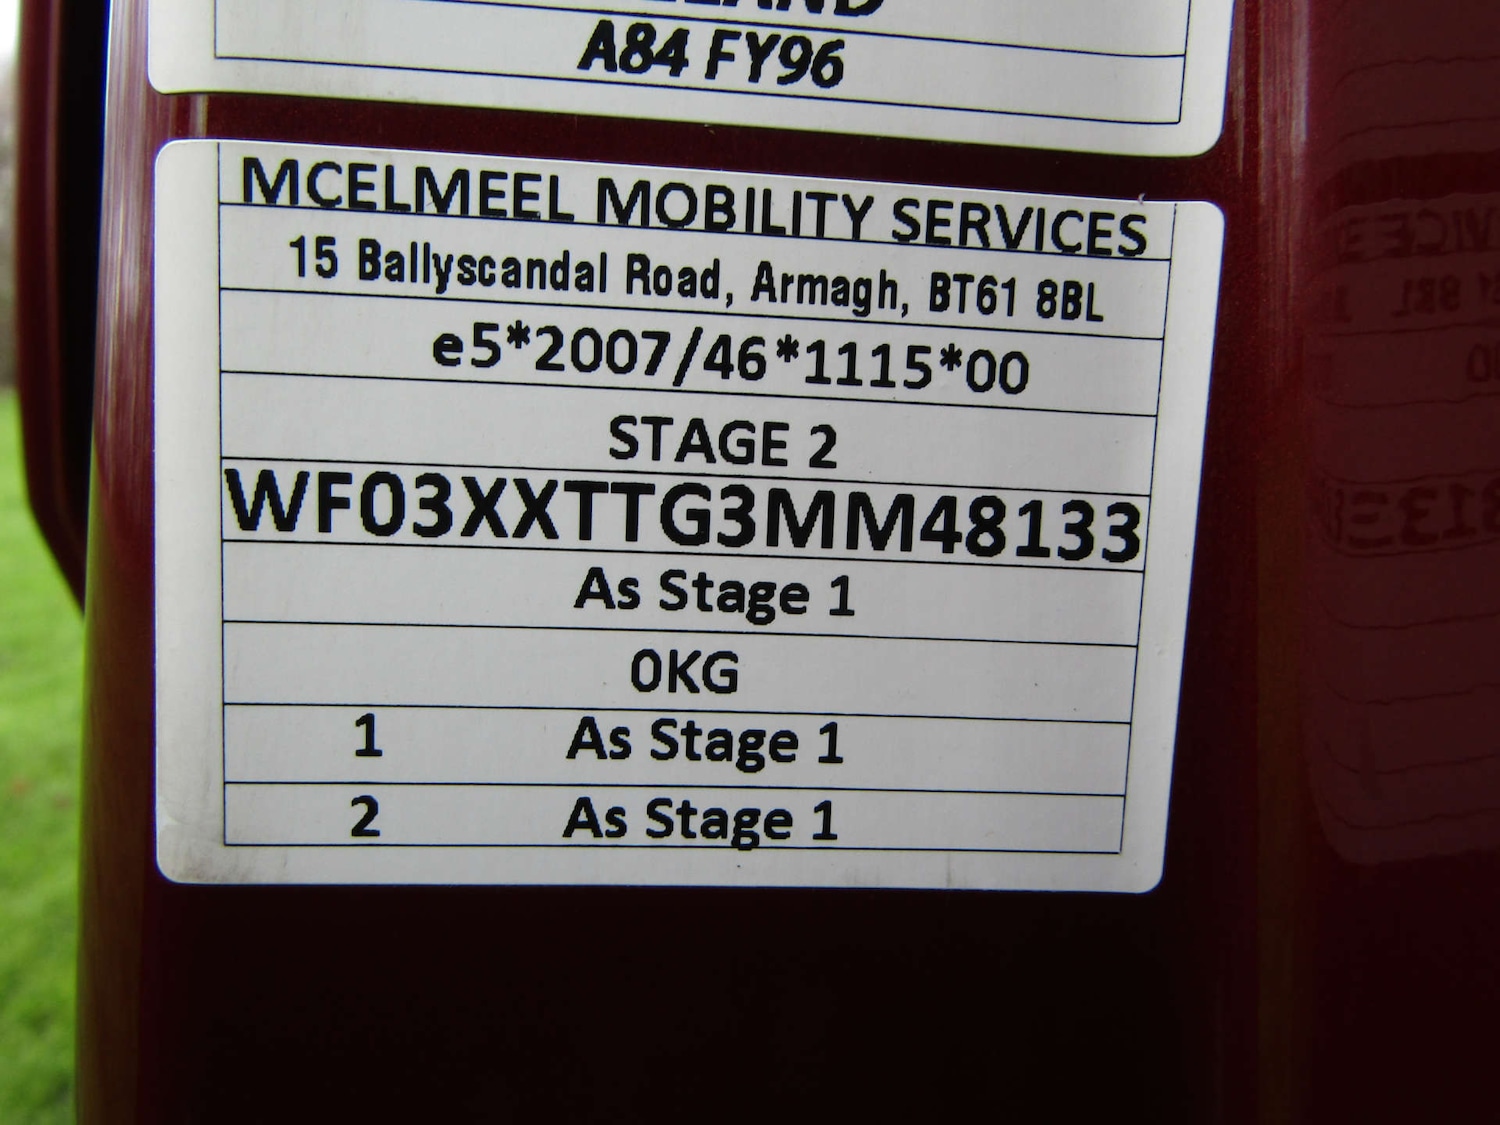 A84 FY96
MCELMEEL MOBILITY SERVICES
15 Ballyscandal Road, Armagh, BT61 8BL
e5*2007/46*1115*00
STAGE 2
WF03XXTTG3MM48133
As Stage 1
0KG
1 As Stage 1
2 As Stage 1